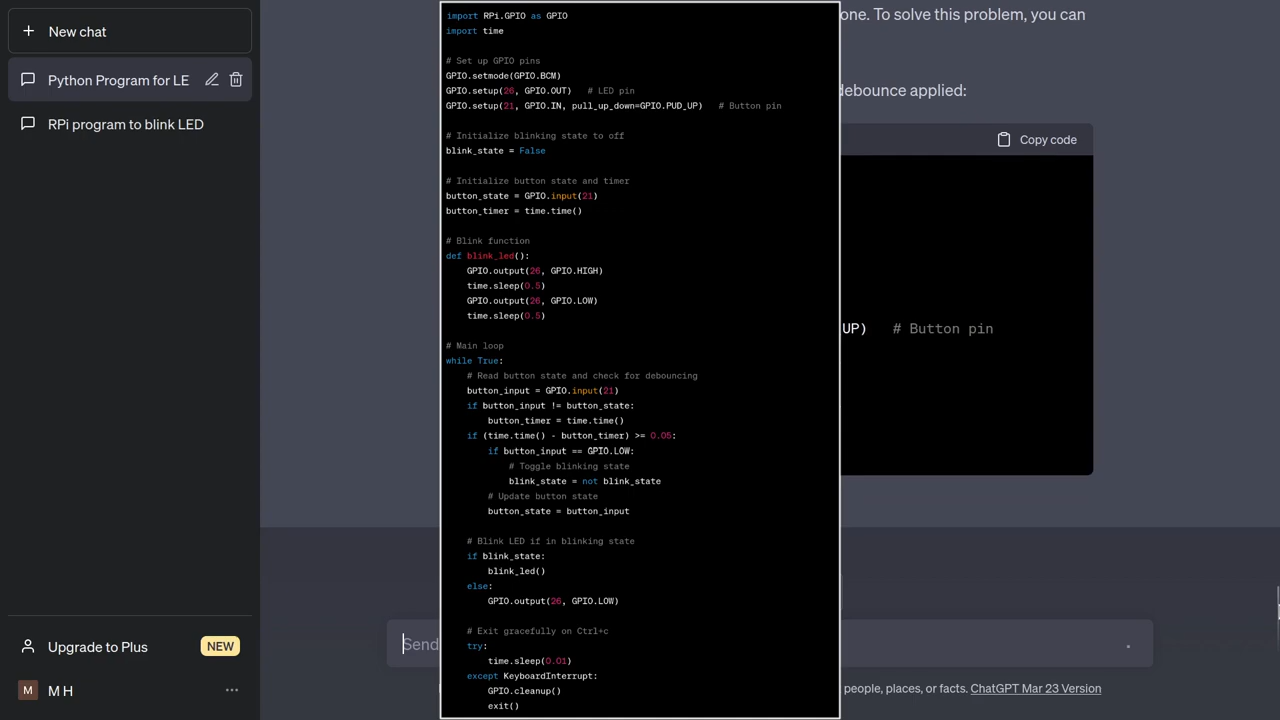 New chat
Python Program for LE
RPi program to blink LED
Upgrade to Plus
NEW
M
M H
import RPi.GPIO as GPIO
import time
# Set up GPIO pins
GPIO.setmode(GPIO.BCM)
GPIO.setup(26, GPIO.OUT)   # LED pin
GPIO.setup(21, GPIO.IN, pull_up_down=GPIO.PUD_UP)   # Button pin
# Initialize blinking state to off
blink_state = False
# Initialize button state and timer
button_state = GPIO.input(21)
button_timer = time.time()
# Blink function
def blink_led():
    GPIO.output(26, GPIO.HIGH)
    time.sleep(0.5)
    GPIO.output(26, GPIO.LOW)
    time.sleep(0.5)
# Main loop
while True:
    # Read button state and check for debouncing
    button_input = GPIO.input(21)
    if button_input != button_state:
        button_timer = time.time()
    if (time.time() - button_timer) >= 0.05:
        if button_input == GPIO.LOW:
            # Toggle blinking state
            blink_state = not blink_state
        # Update button state
        button_state = button_input
    # Blink LED if in blinking state
    if blink_state:
        blink_led()
    else:
        GPIO.output(26, GPIO.LOW)
    # Exit gracefully on Ctrl+c
    try:
        time.sleep(0.01)
    except KeyboardInterrupt:
        GPIO.cleanup()
        exit()
one. To solve this problem, you can
debounce applied:
Copy code
UP)   # Button pin
Send
people, places, or facts. ChatGPT Mar 23 Version